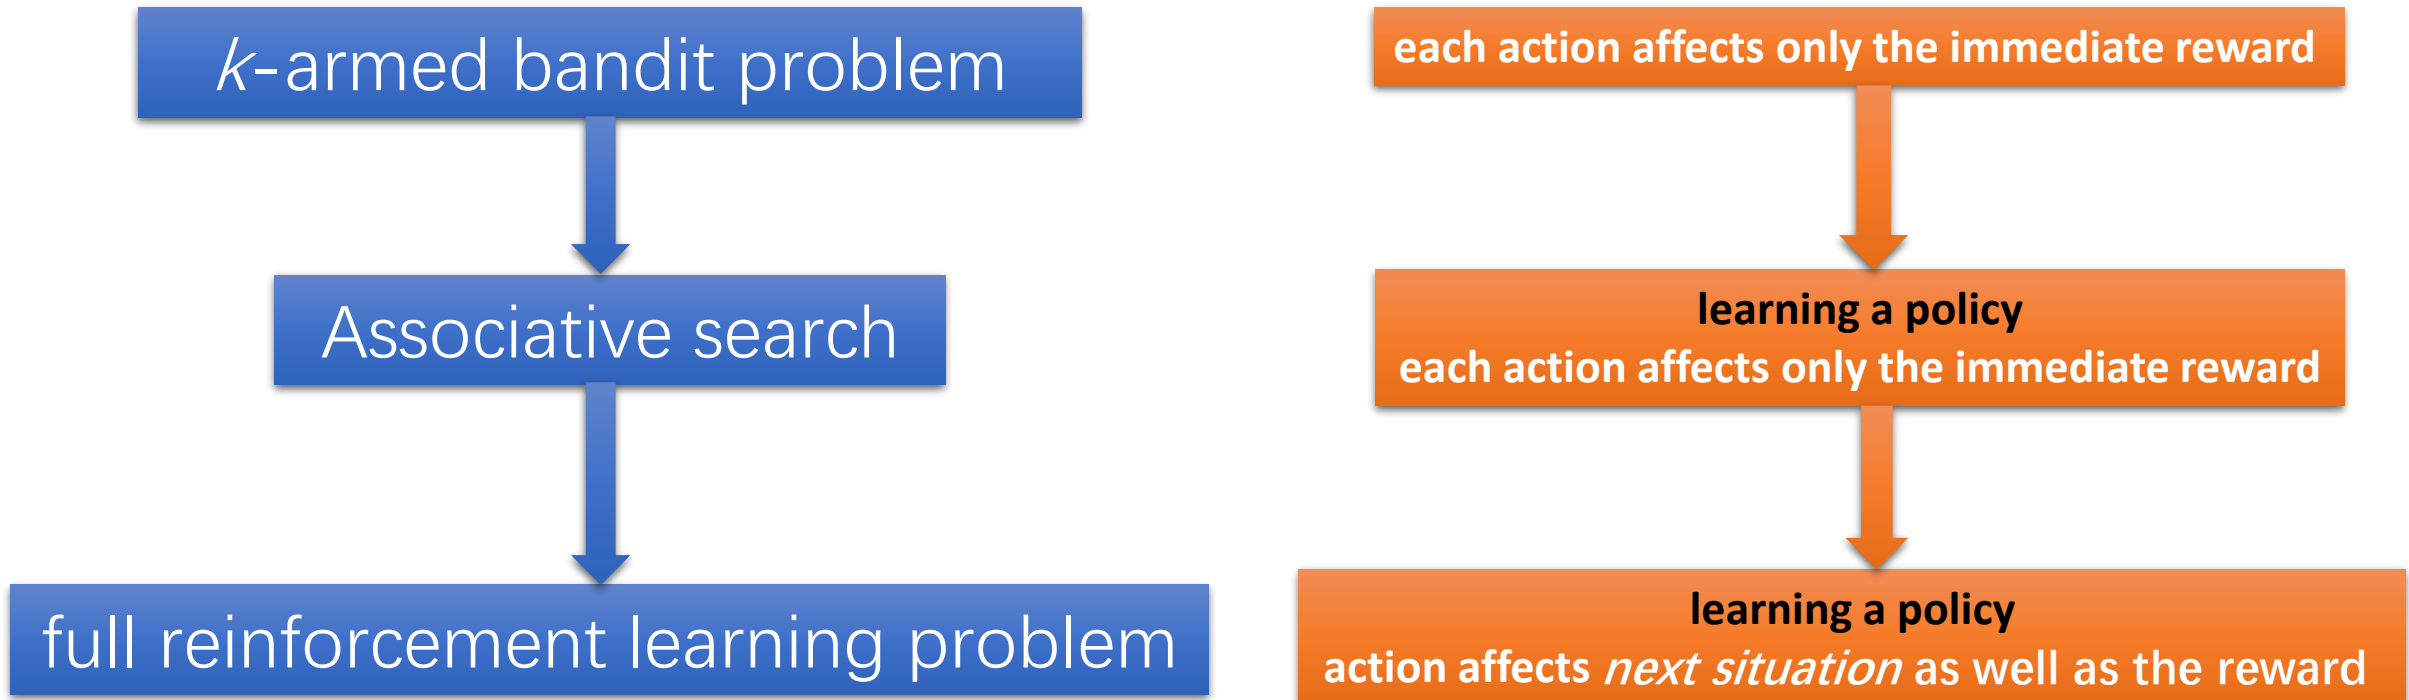 k-armed bandit problem
each action affects only the immediate reward
Associative search
learning a policy
each action affects only the immediate reward
full reinforcement learning problem
learning a policy
action affects next situation as well as the reward